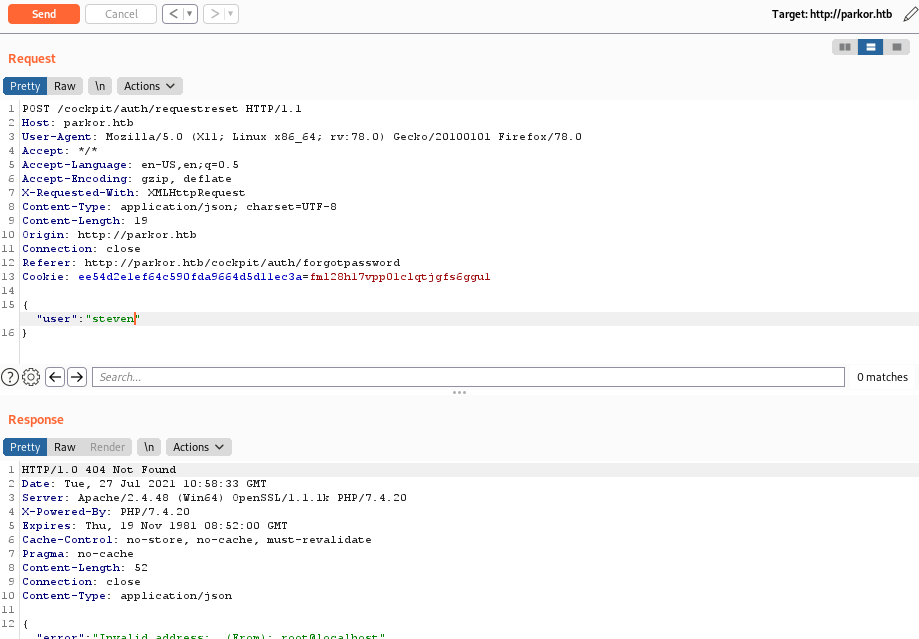 Send Cancel < ▼ > ▼ Target: http://parkor.htb
Request
Pretty Raw \n Actions
1 POST /cockpit/auth/requestreset HTTP/1.1
2 Host: parkor.htb
3 User-Agent: Mozilla/5.0 (X11; Linux x86_64; rv:78.0) Gecko/20100101 Firefox/78.0
4 Accept: */*
5 Accept-Language: en-US,en;q=0.5
6 Accept-Encoding: gzip, deflate
7 X-Requested-With: XMLHttpRequest
8 Content-Type: application/json; charset=UTF-8
9 Content-Length: 19
10 Origin: http://parkor.htb
11 Connection: close
12 Referer: http://parkor.htb/cockpit/auth/forgotpassword
13 Cookie: ee54d2e1ef64c590fda9664d5d11ec3a=fm128hl7vpp01c1qtjgfs6ggul
14
15 {
"user":"steven"
16 }
Search... 0 matches
Response
Pretty Raw Render \n Actions
1 HTTP/1.0 404 Not Found
2 Date: Tue, 27 Jul 2021 10:58:33 GMT
3 Server: Apache/2.4.48 (Win64) OpenSSL/1.1.1k PHP/7.4.20
4 X-Powered-By: PHP/7.4.20
5 Expires: Thu, 19 Nov 1981 08:52:00 GMT
6 Cache-Control: no-store, no-cache, must-revalidate
7 Pragma: no-cache
8 Content-Length: 52
9 Connection: close
10 Content-Type: application/json
11
12 {
"error":"Invalid address: (From): root@localhost"